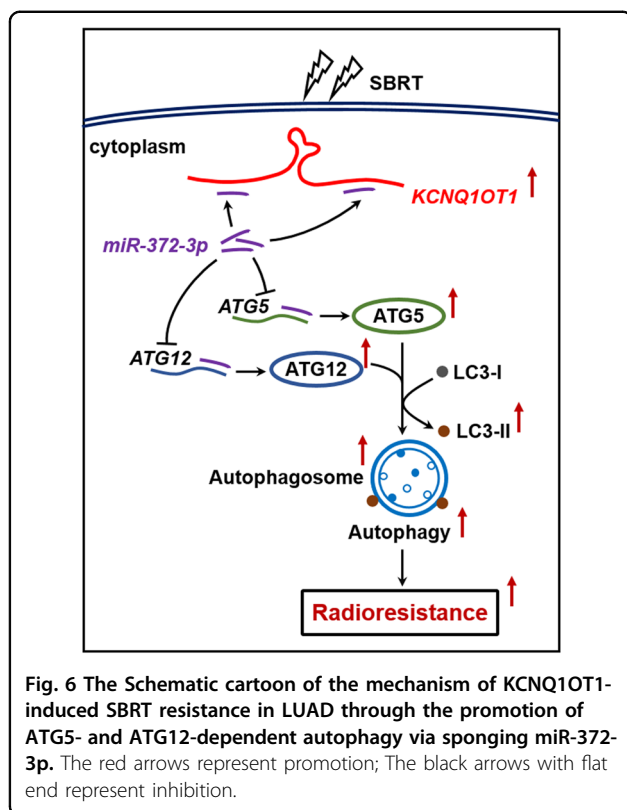 SBRT
cytoplasm
KCNQ1OT1
miR-372-3p
ATG5
ATG5
ATG12
ATG12
LC3-I
LC3-II
Autophagosome
Autophagy
Radioresistance
Fig. 6 The Schematic cartoon of the mechanism of KCNQ1OT1-
induced SBRT resistance in LUAD through the promotion of
ATG5- and ATG12-dependent autophagy via sponging miR-372-
3p. The red arrows represent promotion; The black arrows with flat
end represent inhibition.